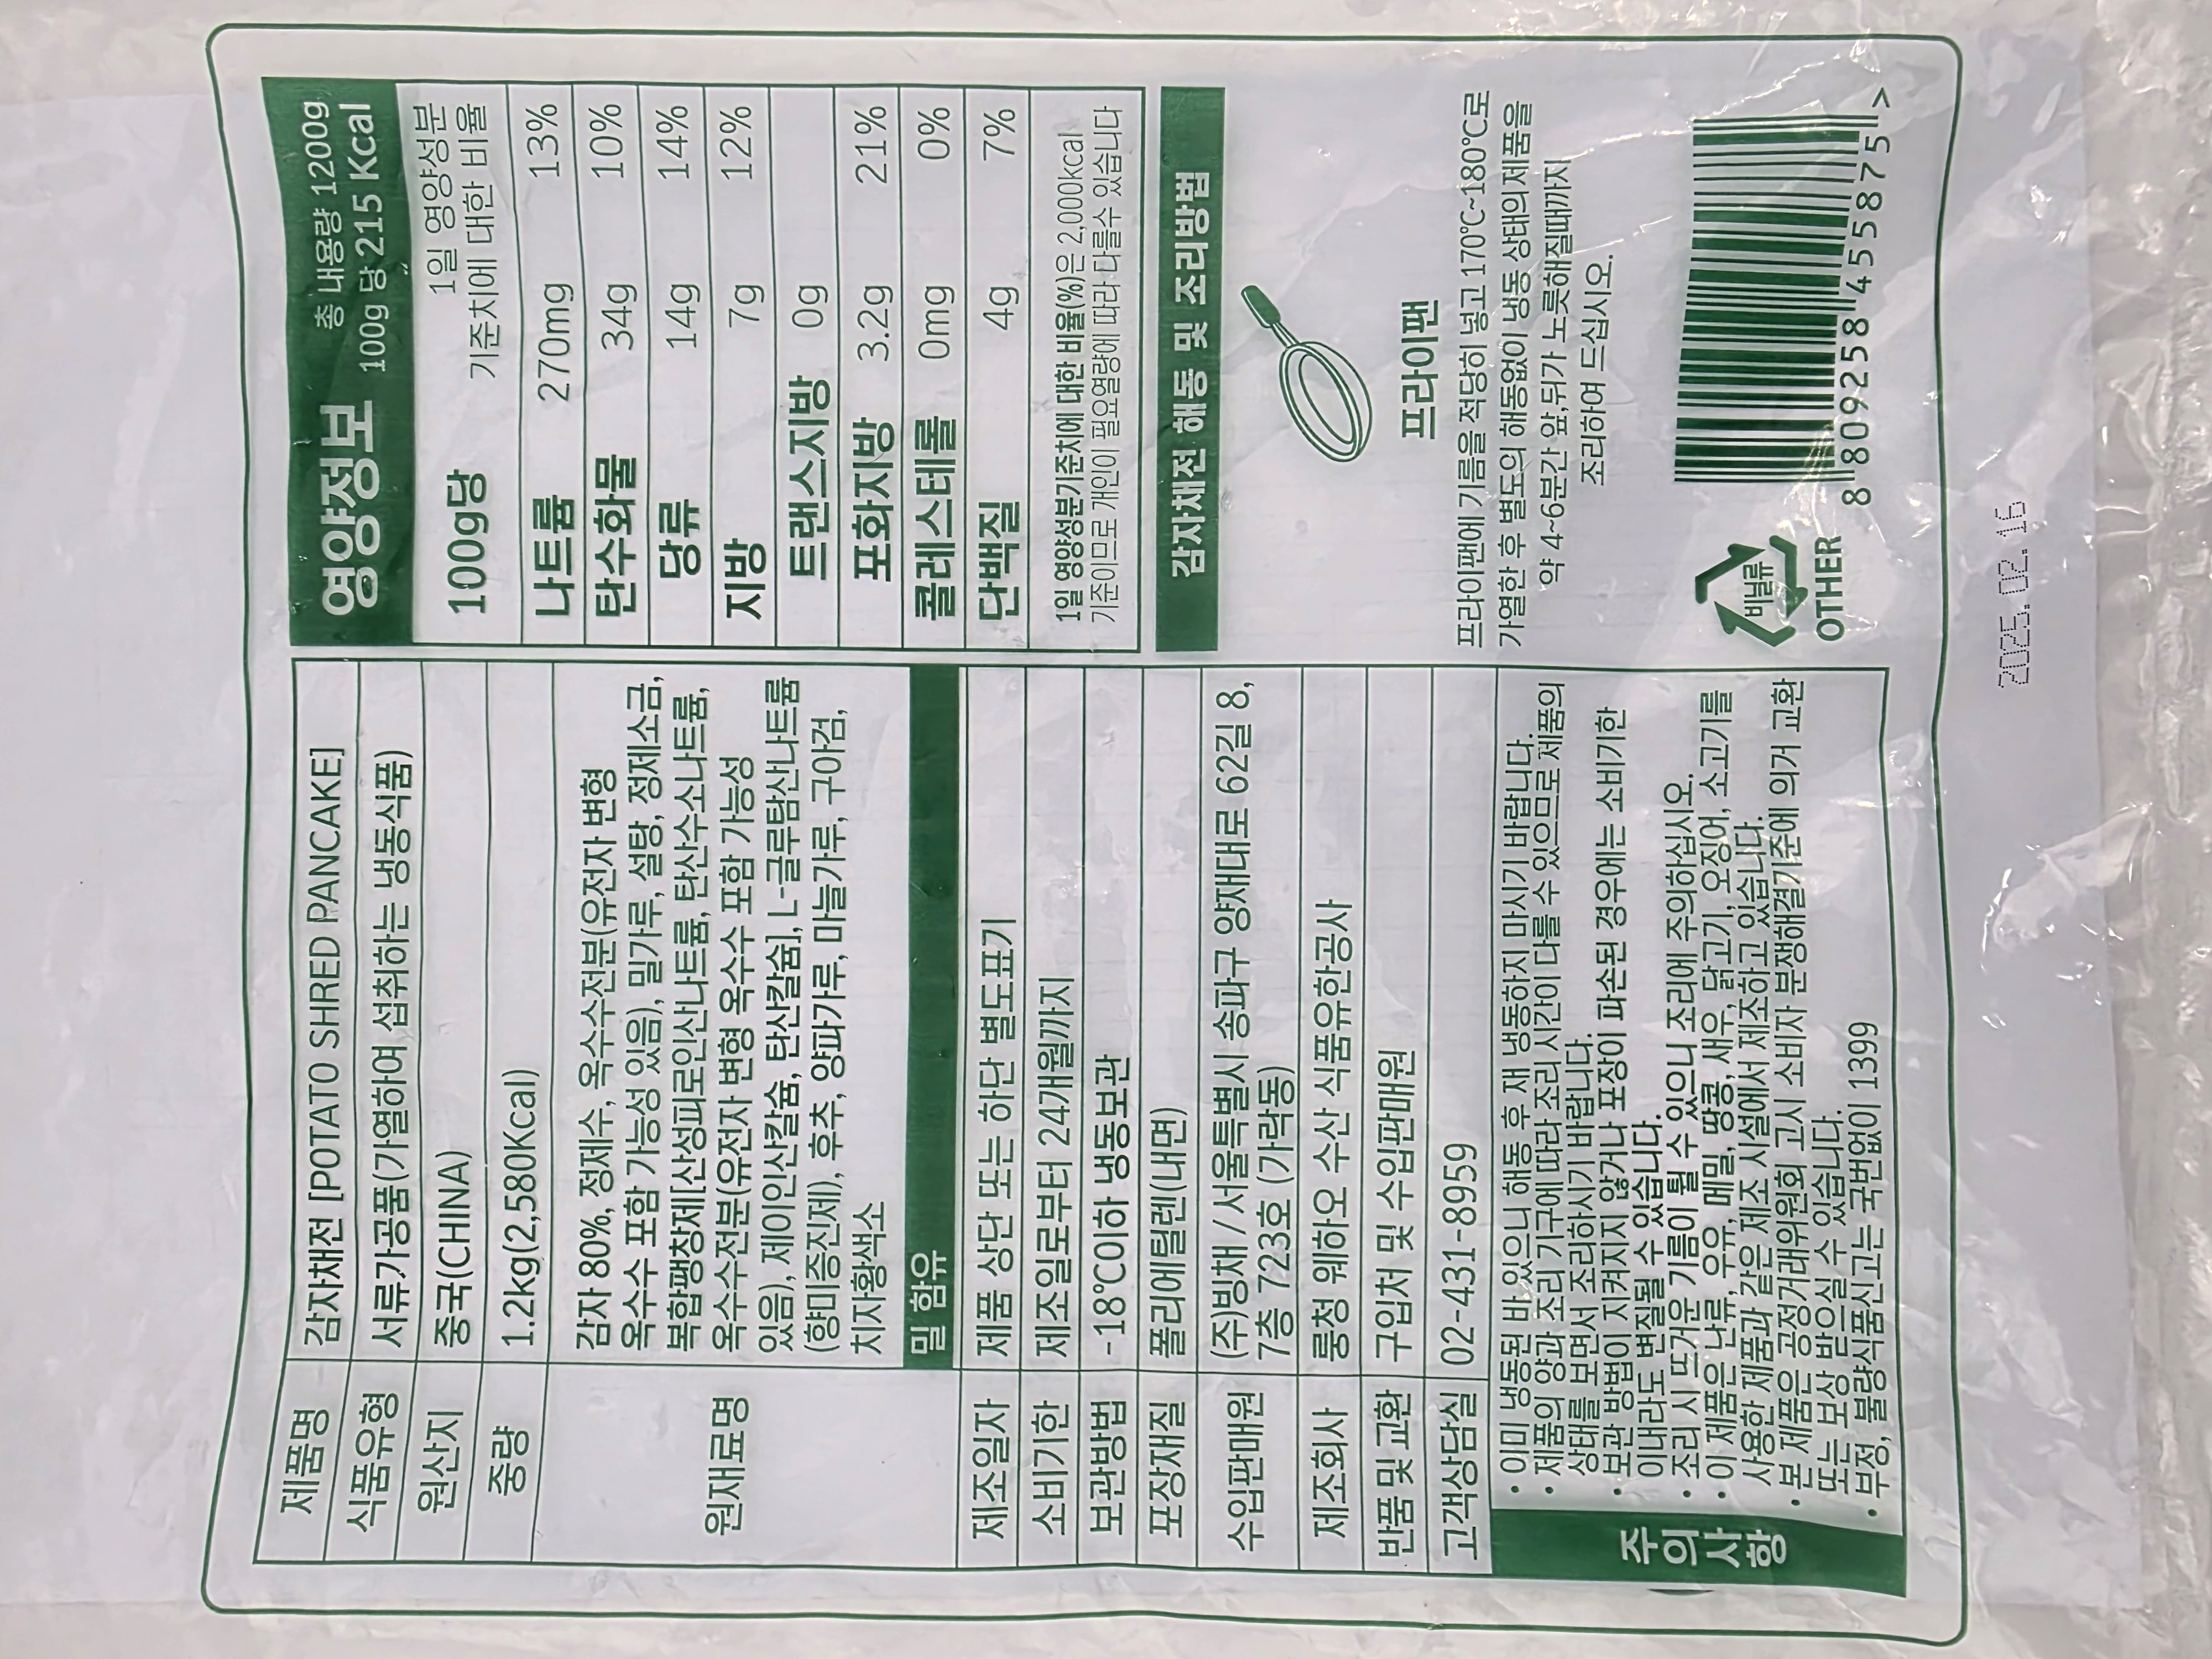 제품명 감자채전 [POTATO SHRED PANCAKE]
식품유형 서류가공품(가열하여 섭취하는 냉동식품)
원산지 중국(CHINA)
중량 1.2kg(2,580Kcal)
원재료명
감자 80%, 정제수, 옥수수전분(유전자 변형
옥수수 포함 가능성 있음), 밀가루, 설탕, 정제소금,
복합팽창제[산성피로인산나트륨, 탄산수소나트륨,
옥수수전분(유전자 변형 옥수수 포함 가능성
있음), 제이인산칼슘, 탄산칼슘], L-글루탐산나트륨
(향미증진제), 후추, 양파가루, 마늘가루, 구아검,
치자황색소
밀 함유
제조일자 제품 상단 또는 하단 별도표기
소비기한 제조일로부터 24개월까지
보관방법 -18℃이하 냉동보관
포장재질 폴리에틸렌(내면)
수입판매원 (주)빙채 / 서울특별시 송파구 양재대로 62길 8,
7층 723호 (가락동)
제조회사 룽청 웨하오 수산 식품유한공사
반품 및 교환 구입처 및 수입판매원
고객상담실 02-431-8959
주의사항
• 이미 냉동된 바 있으니 해동 후 재 냉동하지 마시기 바랍니다.
• 제품의 양과 조리 기구에 따라 조리 시간이 다를 수 있으므로 제품의
상태를 보면서 조리하시기 바랍니다.
• 보관 방법이 지켜지지 않거나 포장이 파손된 경우에는 소비기한
이내라도 변질될 수 있습니다.
• 조리 시 뜨거운 기름이 튈 수 있으니 조리에 주의하십시오.
• 이 제품은 난류, 우유, 메밀, 땅콩, 새우, 닭고기, 오징어, 소고기를
사용한 제품과 같은 제조 시설에서 제조하고 있습니다.
• 본 제품은 공정거래위원회 고시 소비자 분쟁해결기준에 의거 교환
또는 보상 받으실 수 있습니다.
• 부정, 불량식품신고는 국번없이 1399
영양정보
총 내용량 1200g
100g 당 215 Kcal
100g당
1일 영양성분
기준치에 대한 비율
나트륨 270mg 13%
탄수화물 34g 10%
당류 14g 14%
지방 7g 12%
트랜스지방 0g
포화지방 3.2g 21%
콜레스테롤 0mg 0%
단백질 4g 7%
1일 영양성분기준치에 대한 비율(%)은 2,000kcal
기준이므로 개인이 필요열량에 따라 다를수 있습니다
감자채전 해동 및 조리방법
프라이팬
프라이팬에 기름을 적당히 넣고 170℃~180℃로
가열한 후 별도의 해동없이 냉동 상태의 제품을
약 4~6분간 앞,뒤가 노릇해질때까지
조리하여 드십시오.
비닐류
OTHER
8 809258 455875 >
2025.02.16